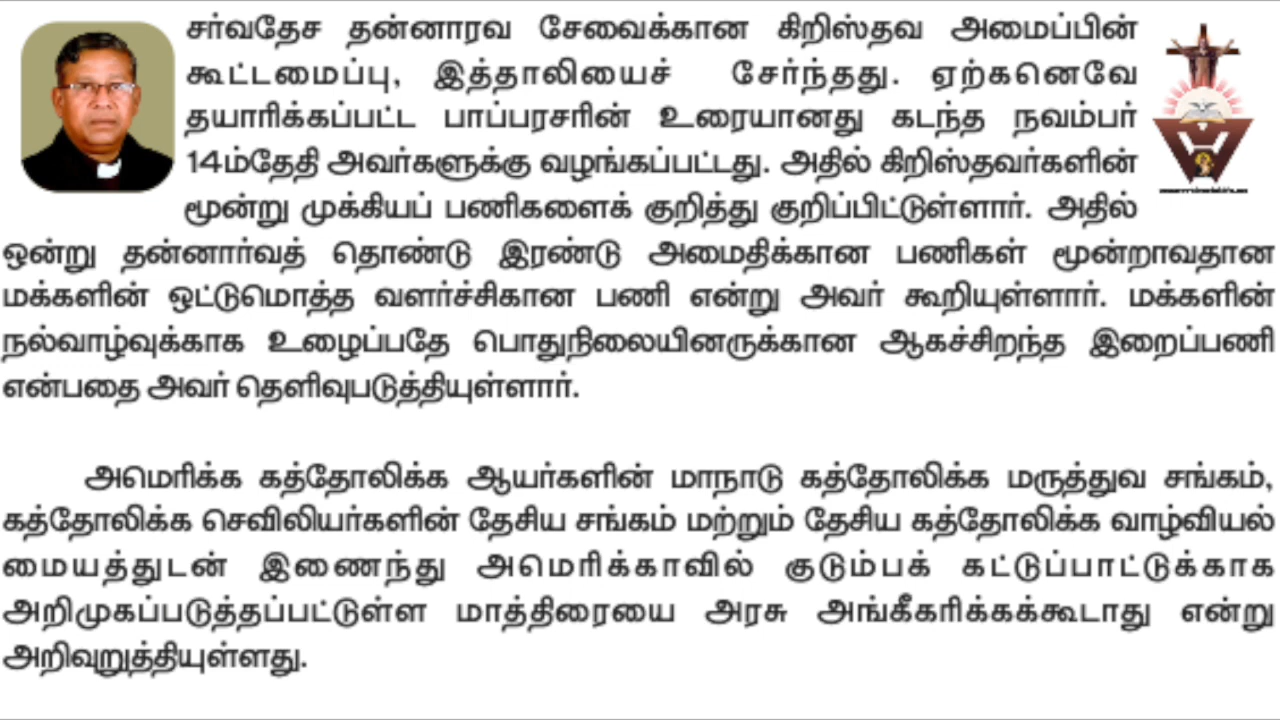 சர்வதேச தன்னாரவ சேவைக்கான கிறிஸ்தவ அமைப்பின்
கூட்டமைப்பு, இத்தாலியைச் சேர்ந்தது. ஏற்கனெவே
தயாரிக்கப்பட்ட பாப்பரசரின் உரையானது கடந்த நவம்பர்
14ம்தேதி அவர்களுக்கு வழங்கப்பட்டது. அதில் கிறிஸ்தவர்களின்
மூன்று முக்கியப் பணிகளைக் குறித்து குறிப்பிட்டுள்ளார். அதில்
ஒன்று தன்னார்வத் தொண்டு இரண்டு அமைதிக்கான பணிகள் மூன்றாவதான
மக்களின் ஒட்டுமொத்த வளர்ச்சிகான பணி என்று அவர் கூறியுள்ளார். மக்களின்
நல்வாழ்வுக்காக உழைப்பதே பொதுநிலையினருக்கான ஆகச்சிறந்த இறைப்பணி
என்பதை அவர் தெளிவுபடுத்தியுள்ளார்.
அமெரிக்க கத்தோலிக்க ஆயர்களின் மாநாடு கத்தோலிக்க மருத்துவ சங்கம்,
கத்தோலிக்க செவிலியர்களின் தேசிய சங்கம் மற்றும் தேசிய கத்தோலிக்க வாழ்வியல்
மையத்துடன் இணைந்து அமெரிக்காவில் குடும்பக் கட்டுப்பாட்டுக்காக
அறிமுகப்படுத்தப்பட்டுள்ள மாத்திரையை அரசு அங்கீகரிக்கக்கூடாது என்று
அறிவுறுத்தியுள்ளது.